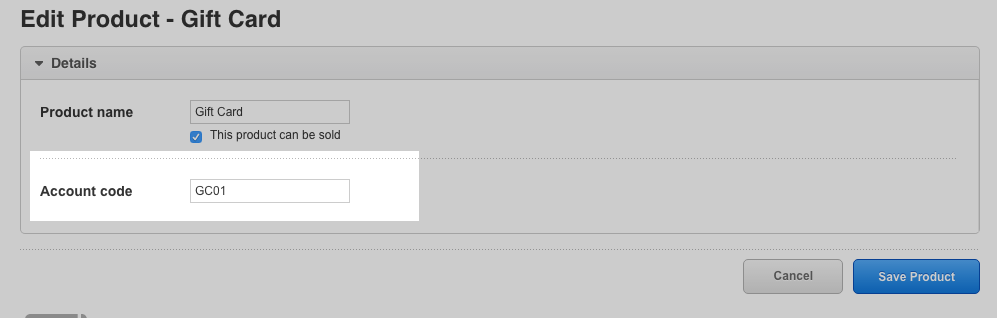 Edit Product - Gift Card
Details
Product name
Gift Card
This product can be sold
Account code
GC01
Cancel
Save Product